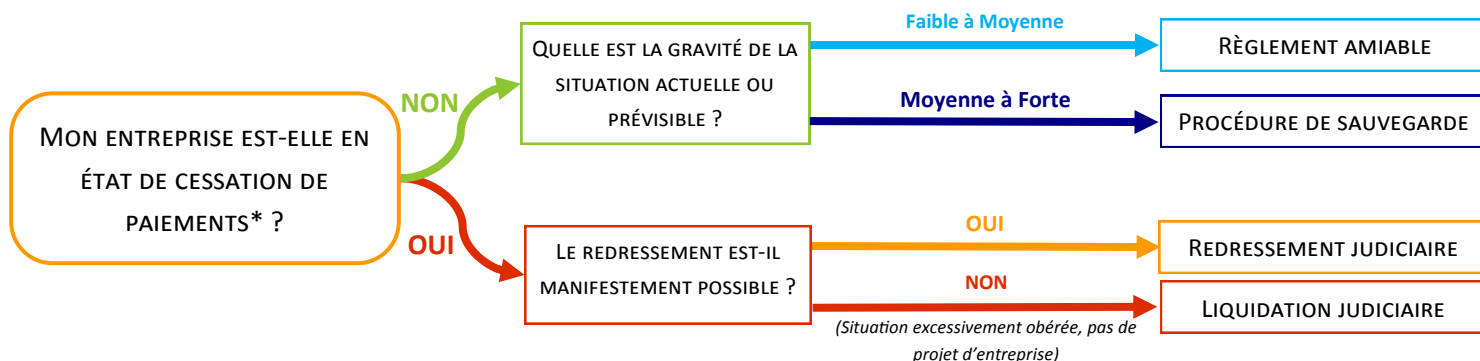 Mon entreprise est-elle en
état de cessation de
paiements* ?
NON
Quelle est la gravité de la
situation actuelle ou
prévisible ?
Faible à Moyenne
Règlement amiable
Moyenne à Forte
Procédure de sauvegarde
OUI
Le redressement est-il
manifestement possible ?
OUI
Redressement judiciaire
NON
Liquidation judiciaire
(Situation excessivement obérée, pas de
projet d’entreprise)